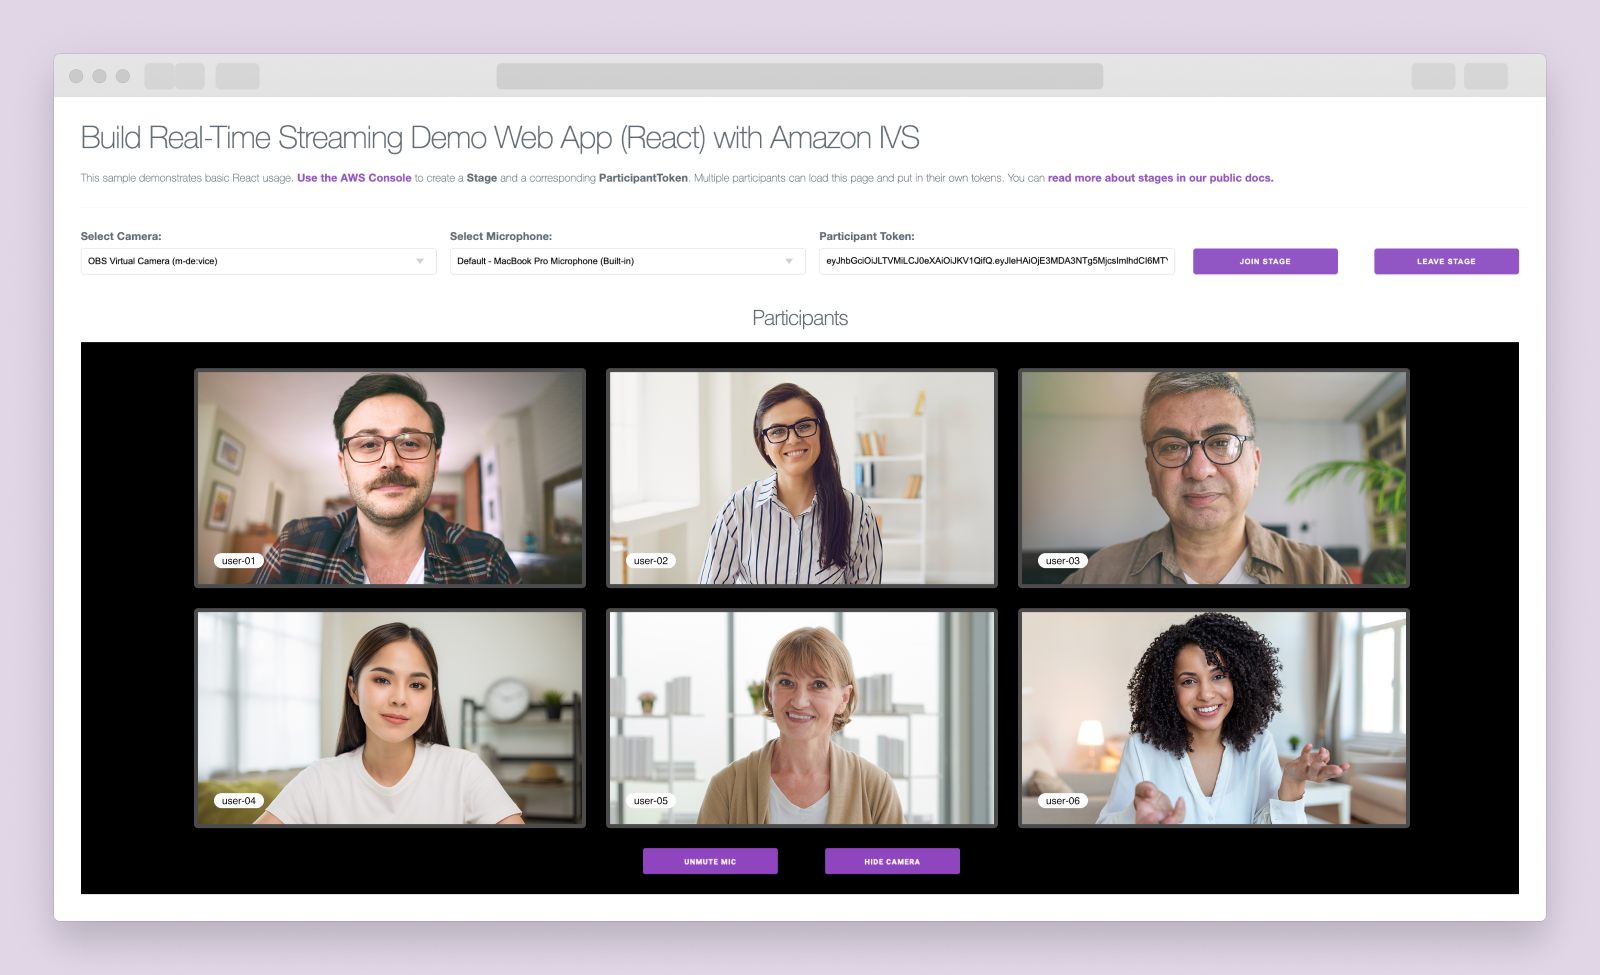 Build Real-Time Streaming Demo Web App (React) with Amazon IVS
This sample demonstrates basic React usage. Use the AWS Console to create a Stage and a corresponding ParticipantToken. Multiple participants can load this page and put in their own tokens. You can read more about stages in our public docs.
Select Camera:
Select Microphone:
Participant Token:
OBS Virtual Camera (m-de:vice)
Default - MacBook Pro Microphone (Built-in)
JOIN STAGE
LEAVE STAGE
Participants
user-01
user-02
user-03
user-04
user-05
user-06
UNMUTE MIC
HIDE CAMERA